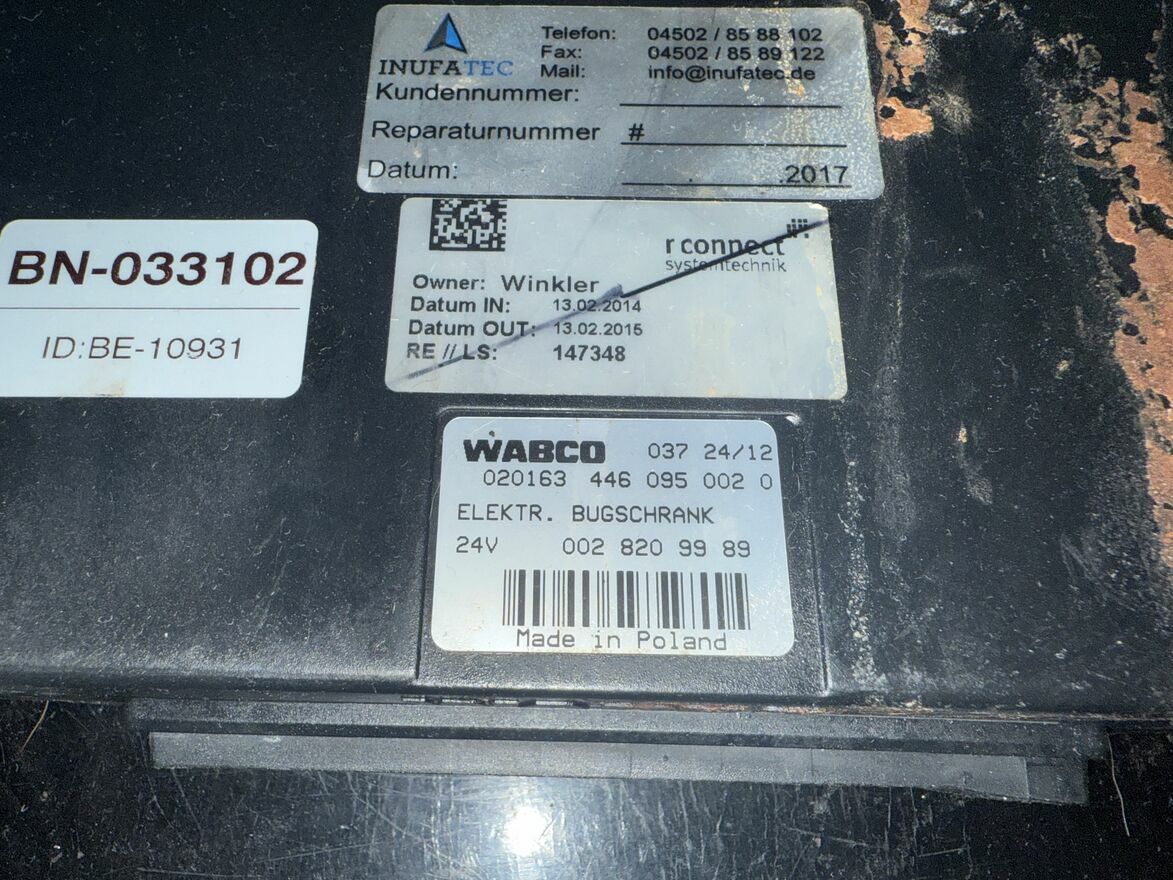 INUFATEC
Telefon: 04502 / 85 88 102
Fax: 04502 / 85 89 122
Mail: info@inufatec.de
Kundennummer:
Reparaturnummer #
Datum: . .2017
BN-033102
ID:BE-10931
r connect
systemtechnik
Owner: Winkler
Datum IN: 13.02.2014
Datum OUT: 13.02.2015
RE // LS: 147348
WABCO 037 24/12
020163 446 095 002 0
ELEKTR. BUGSCHRANK
24V 002 820 99 89
Made in Poland